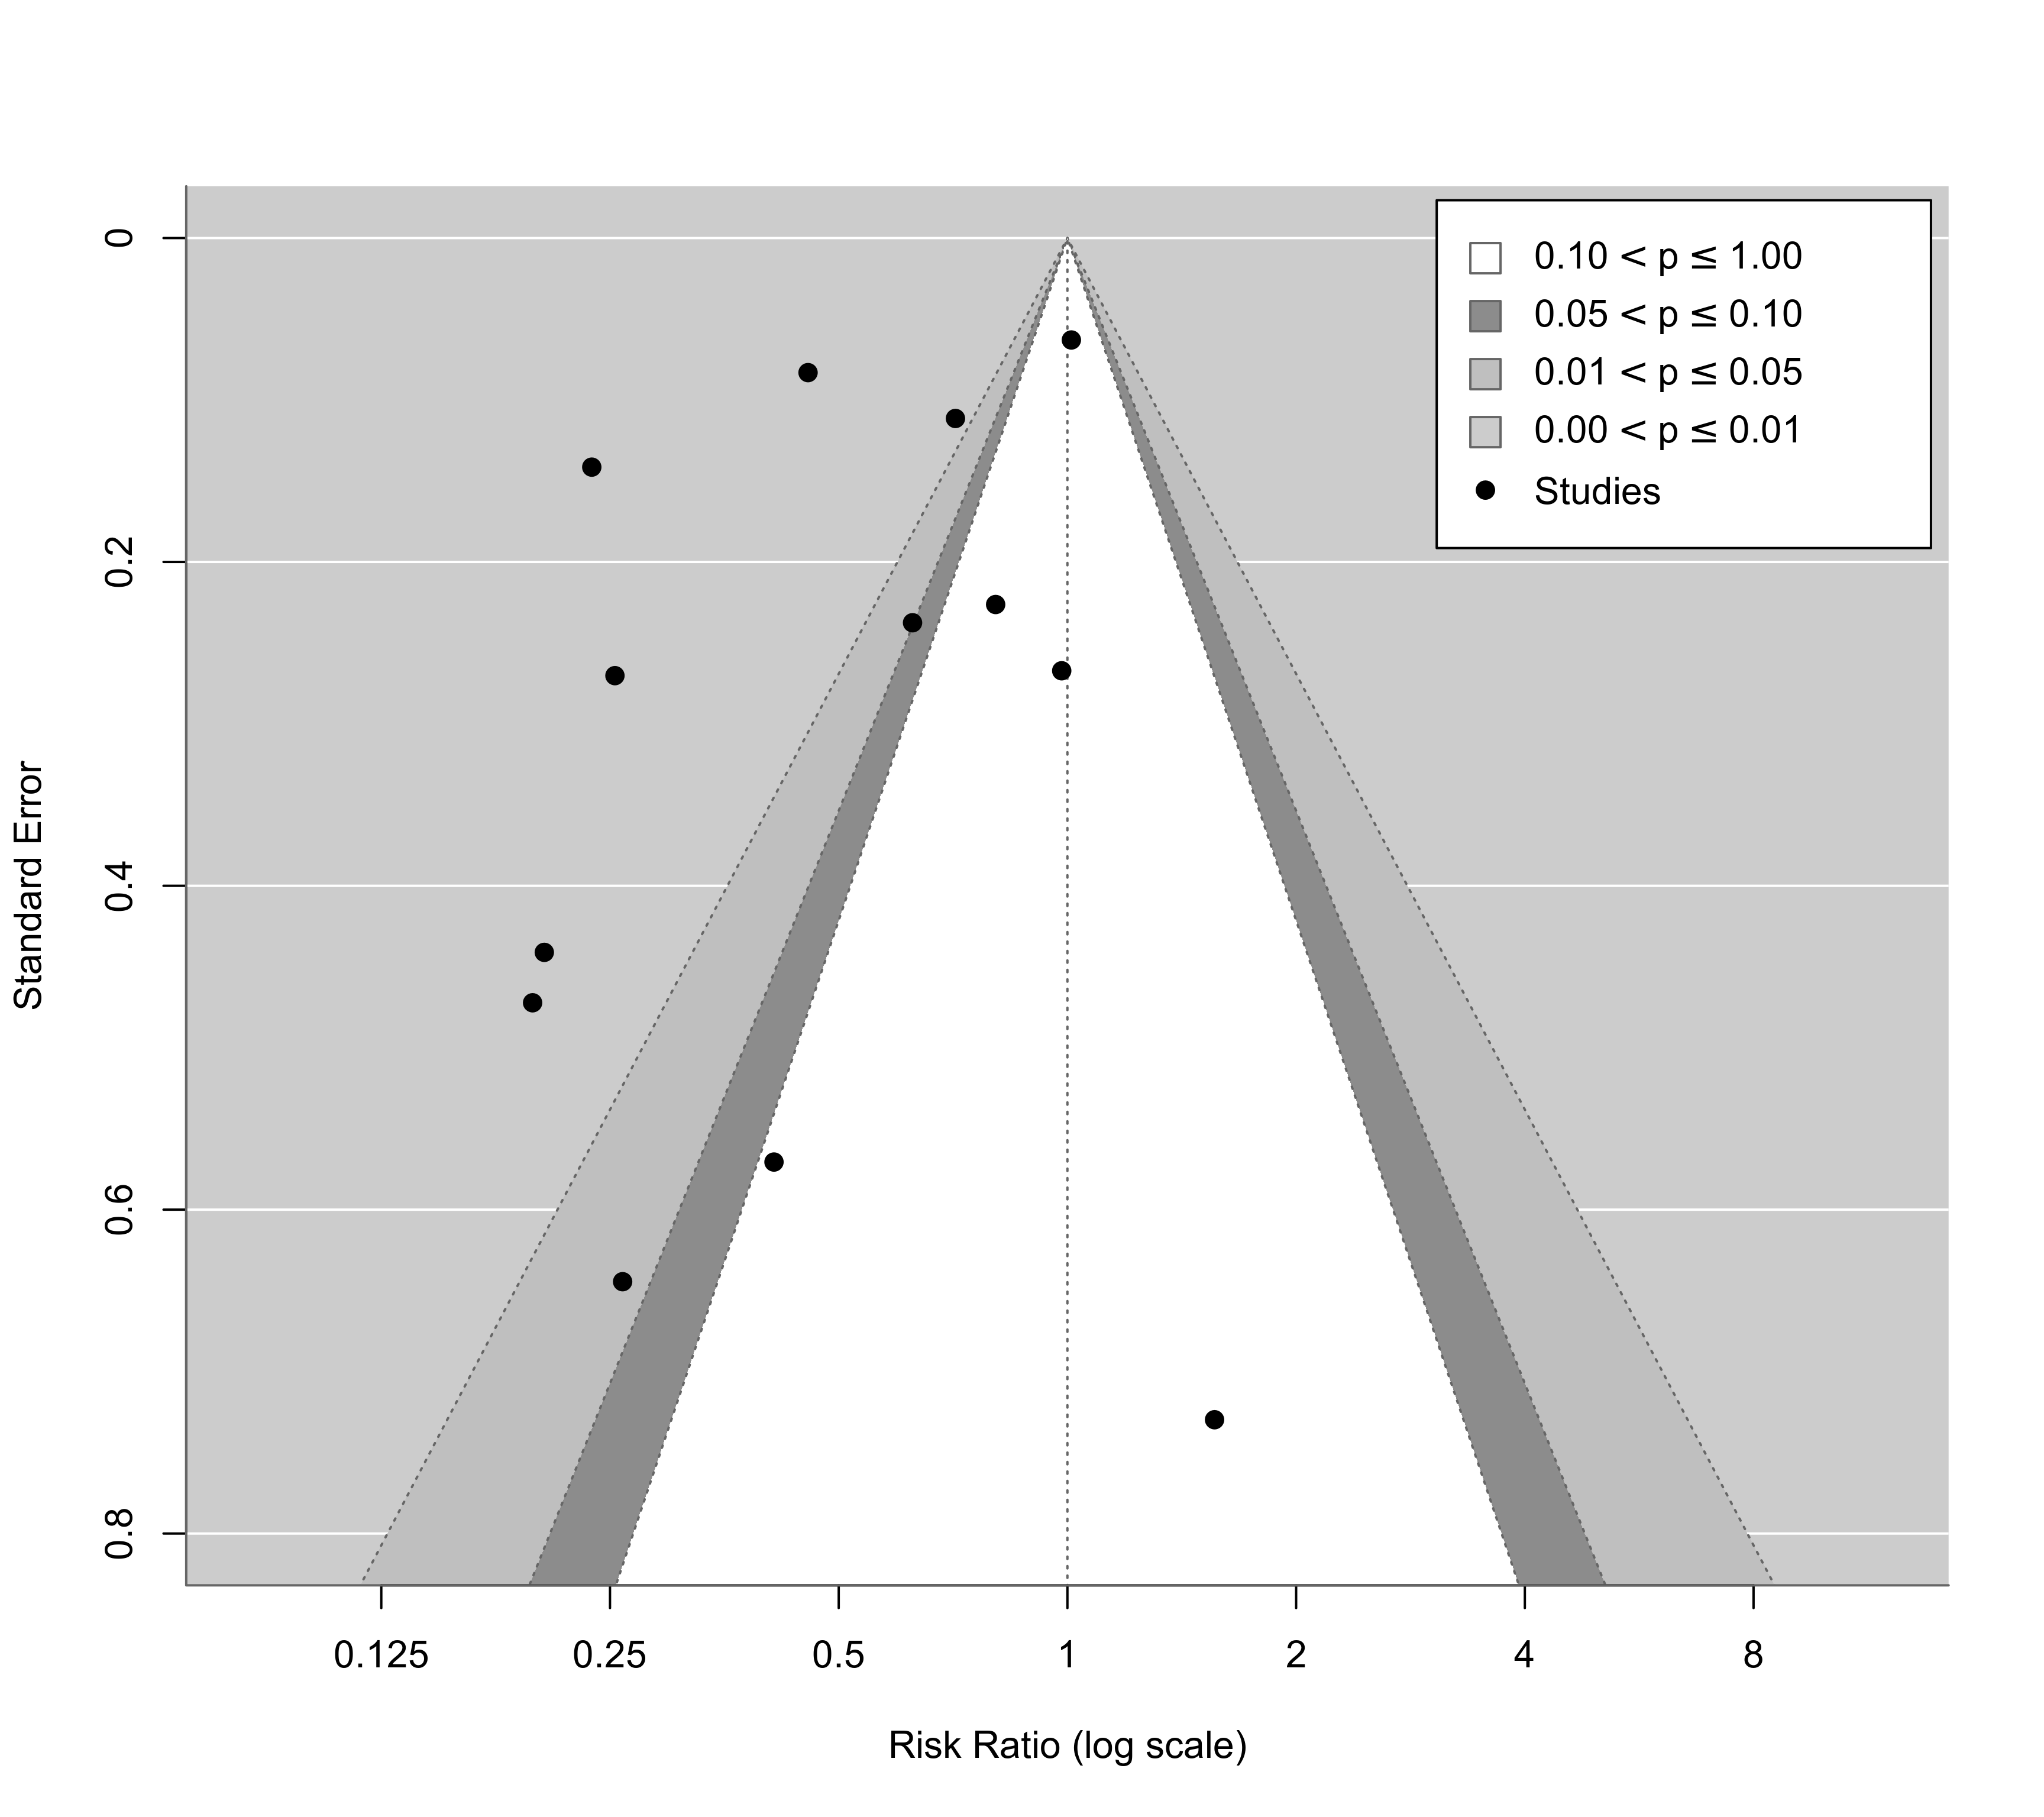 0.10 < p ≤ 1.00
0.05 < p ≤ 0.10
0.01 < p ≤ 0.05
0.00 < p ≤ 0.01
Studies
0
0.2
0.4
0.6
0.8
Standard Error
0.125 0.25 0.5 1 2 4 8
Risk Ratio (log scale)